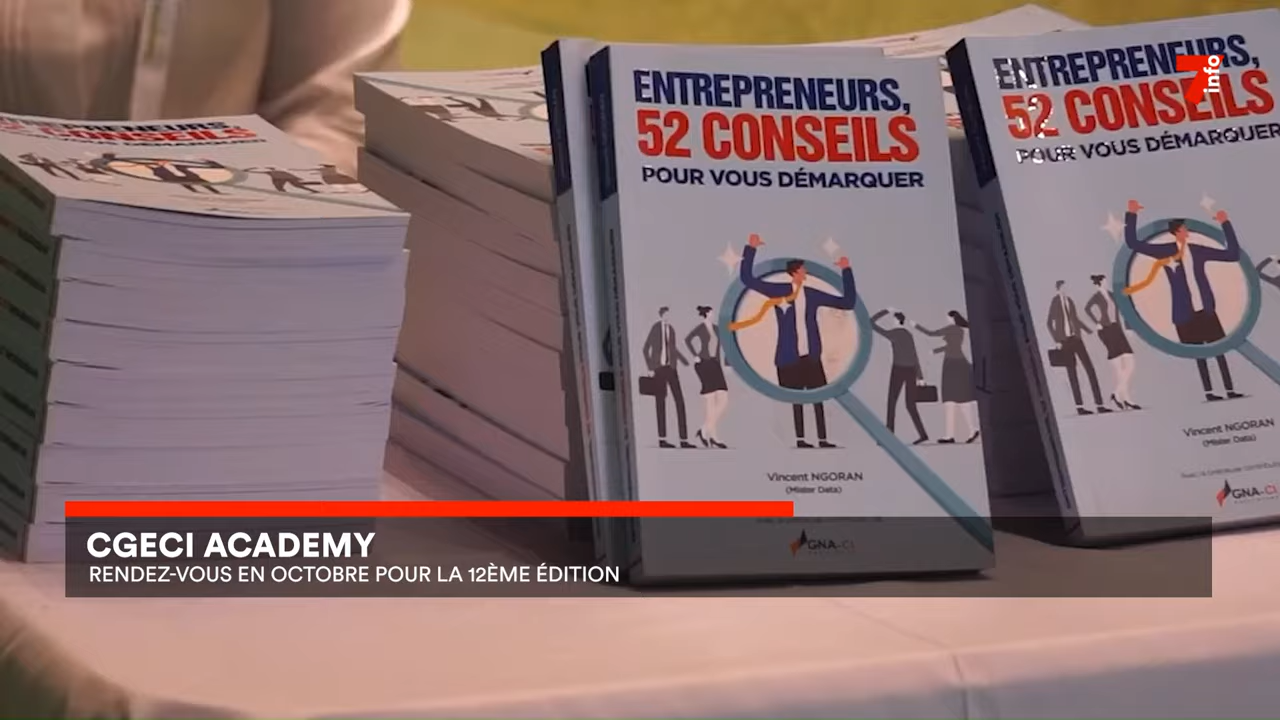 ENTREPRENEURS,
52 CONSEILS
POUR VOUS DÉMARQUER
Vincent NGORAN
(Mister Data)
GNA-CI
ENTREPRENEURS,
52 CONSEILS
POUR VOUS DÉMARQUER
Vincent NGORAN
(Mister Data)
GNA-CI
7info
CGECI ACADEMY
RENDEZ-VOUS EN OCTOBRE POUR LA 12ÈME ÉDITION